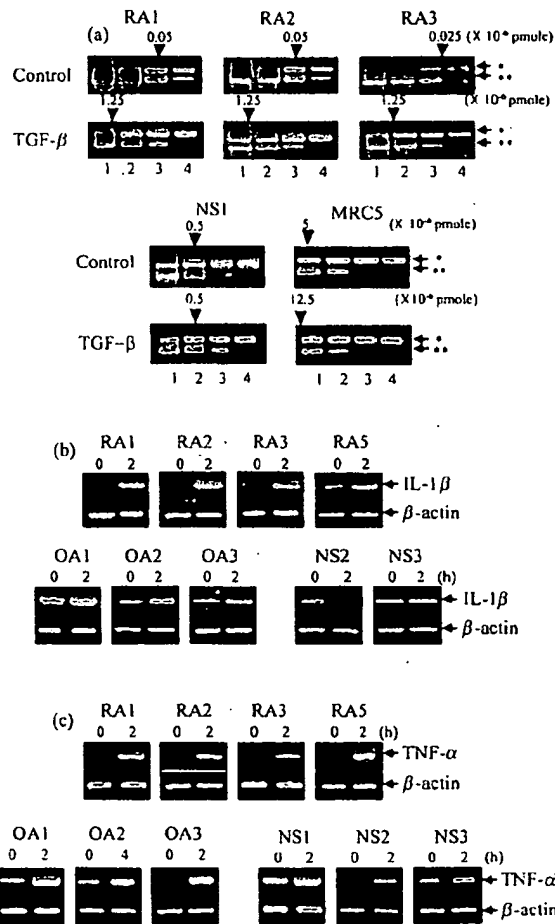 RA1 RA2 RA3
(a) 0.05 0.05 0.025 (X 10⁻⁶ pmole)
Control *
**
1.25 1.25 1.25 (X 10⁻⁶ pmole)
TGF-β *
**
1 2 3 4 1 2 3 4 1 2 3 4
NS1 MRC5
0.5 5 (X 10⁻⁶ pmole)
Control *
**
0.5 12.5 (X10⁻⁶ pmole)
TGF-β *
**
1 2 3 4 1 2 3 4
(b) RA1 RA2 RA3 RA5
0 2 0 2 0 2 0 2
IL-1β
β-actin
OA1 OA2 OA3 NS2 NS3
0 2 0 2 0 2 0 2 0 2 (h)
IL-1β
β-actin
(c) RA1 RA2 RA3 RA5
0 2 0 2 0 2 0 2 (h)
TNF-α
β-actin
OA1 OA2 OA3 NS1 NS2 NS3
0 2 0 4 0 2 0 2 0 2 0 2 (h)
TNF-α
β-actin